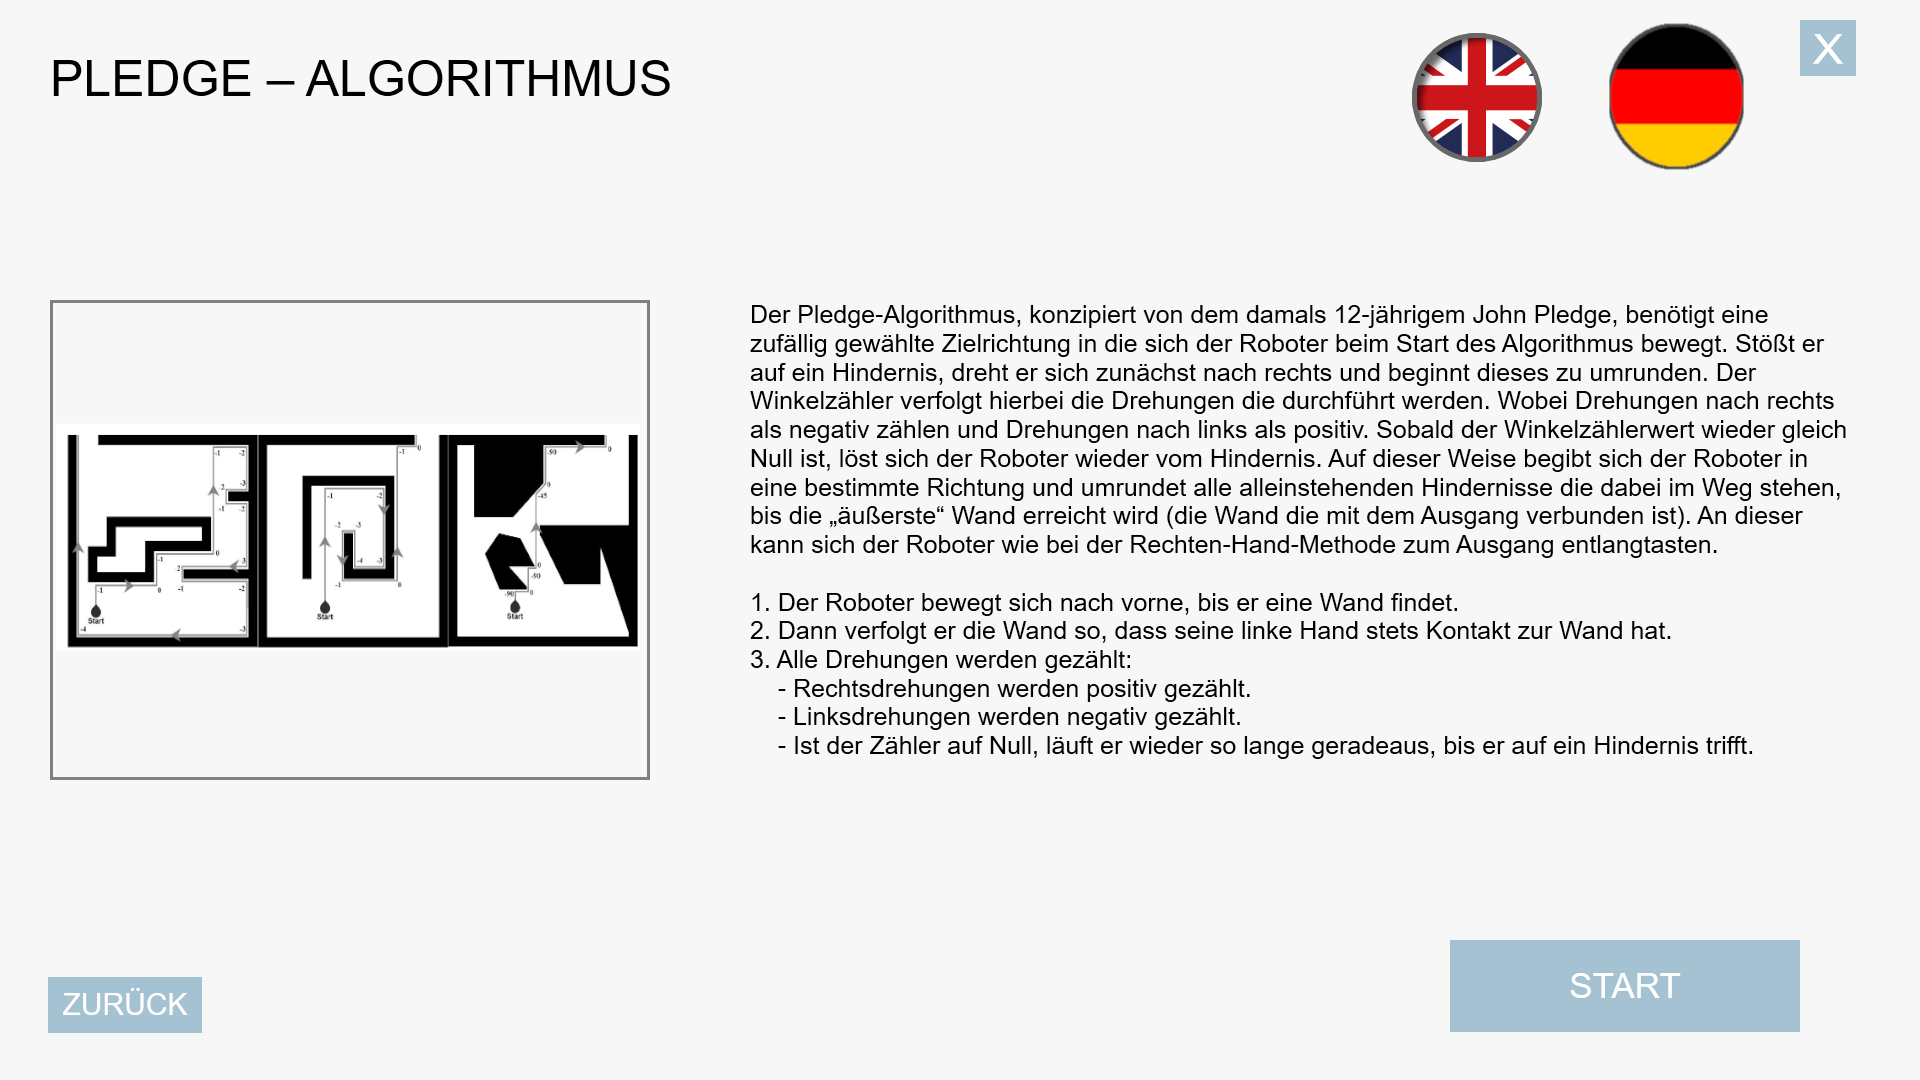 PLEDGE – ALGORITHMUS
X
Der Pledge-Algorithmus, konzipiert von dem damals 12-jährigem John Pledge, benötigt eine
zufällig gewählte Zielrichtung in die sich der Roboter beim Start des Algorithmus bewegt. Stößt er
auf ein Hindernis, dreht er sich zunächst nach rechts und beginnt dieses zu umrunden. Der
Winkelzähler verfolgt hierbei die Drehungen die durchführt werden. Wobei Drehungen nach rechts
als negativ zählen und Drehungen nach links als positiv. Sobald der Winkelzählerwert wieder gleich
Null ist, löst sich der Roboter wieder vom Hindernis. Auf dieser Weise begibt sich der Roboter in
eine bestimmte Richtung und umrundet alle alleinstehenden Hindernisse die dabei im Weg stehen,
bis die „äußerste“ Wand erreicht wird (die Wand die mit dem Ausgang verbunden ist). An dieser
kann sich der Roboter wie bei der Rechten-Hand-Methode zum Ausgang entlangtasten.
1. Der Roboter bewegt sich nach vorne, bis er eine Wand findet.
2. Dann verfolgt er die Wand so, dass seine linke Hand stets Kontakt zur Wand hat.
3. Alle Drehungen werden gezählt:
- Rechtsdrehungen werden positiv gezählt.
- Linksdrehungen werden negativ gezählt.
- Ist der Zähler auf Null, läuft er wieder so lange geradeaus, bis er auf ein Hindernis trifft.
Start
Start
Start
ZURÜCK
START